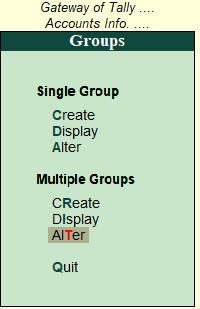 Gateway of Tally ....
Accounts Info. ....
Groups
Single Group
Create
Display
Alter
Multiple Groups
CReate
DIsplay
AlTer
Quit